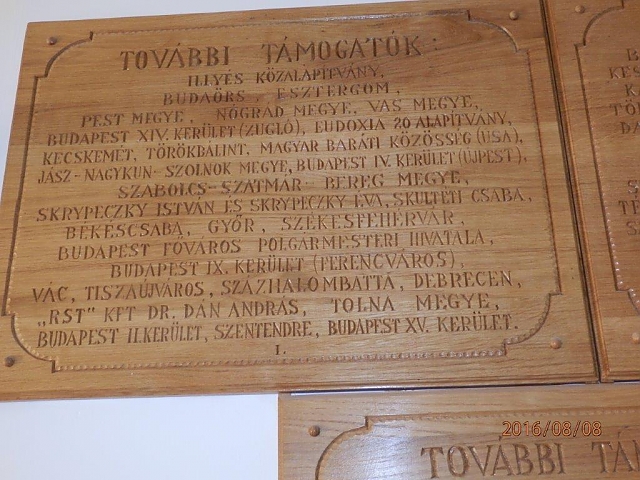 TOVÁBBI TÁMOGATÓK:
ILLYÉS KÖZALAPÍTVÁNY,
BUDAÖRS, ESZTERGOM,
PEST MEGYE, NÓGRÁD MEGYE, VAS MEGYE,
BUDAPEST XIV. KERÜLET (ZUGLÓ), EUDOXIA 20 ALAPÍTVÁNY,
KECSKEMÉT, TÖRÖKBÁLINT, MAGYAR BARÁTI KÖZÖSSÉG (USA),
JÁSZ-NAGYKUN-SZOLNOK MEGYE, BUDAPEST IV. KERÜLET (ÚJPEST),
SZABOLCS-SZATMÁR-BEREG MEGYE,
SKRYPECZKY ISTVÁN ÉS SKRYPECZKY ÉVA, SKULTÉTI CSABA,
BÉKÉSCSABA, GYŐR, SZÉKESFEHÉRVÁR,
BUDAPEST FŐVÁROS POLGÁRMESTERI HIVATALA,
BUDAPEST IX. KERÜLET (FERENCVÁROS),
VÁC, TISZAÚJVÁROS, SZÁZHALOMBATTA, DEBRECEN,
„RST" KFT DR. DÁN ANDRÁS, TOLNA MEGYE,
BUDAPEST II. KERÜLET, SZENTENDRE, BUDAPEST XV. KERÜLET.
I.
2016/08/08
TOVÁBBI TÁM